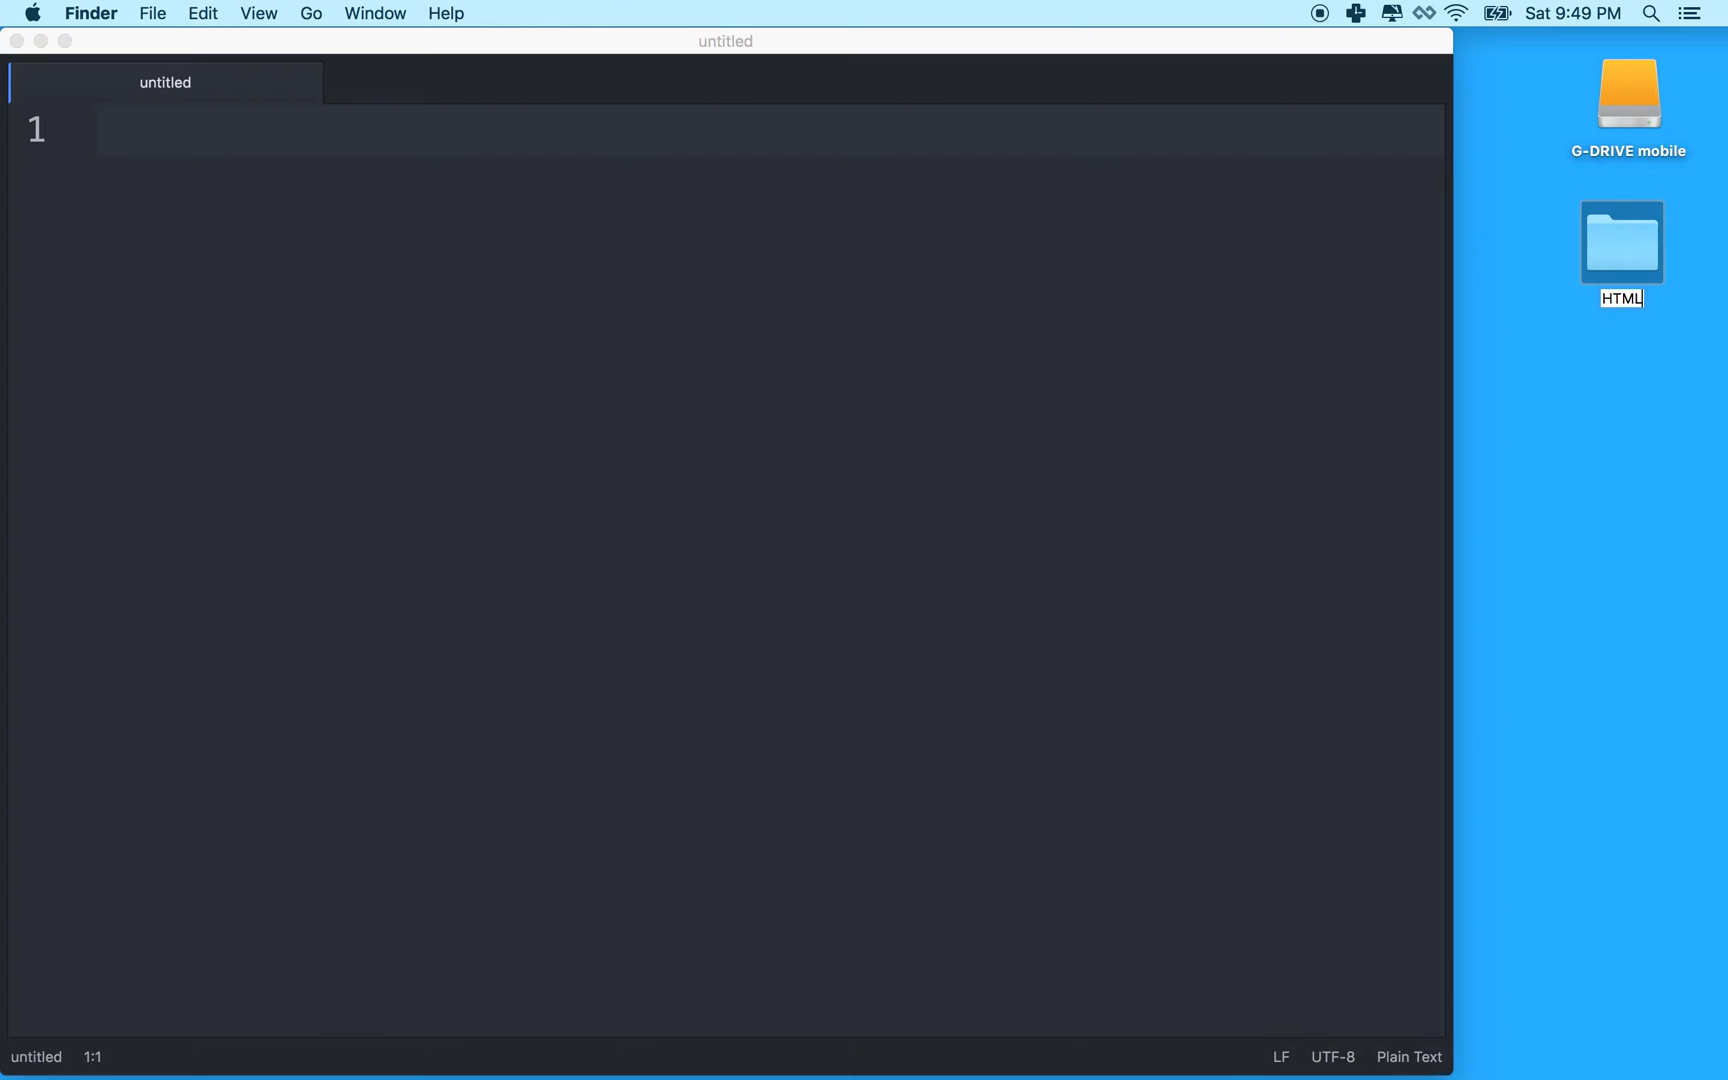 Finder File Edit View Go Window Help Sat 9:49 PM
untitled
untitled
1
G-DRIVE mobile
HTML
untitled 1:1 LF UTF-8 Plain Text